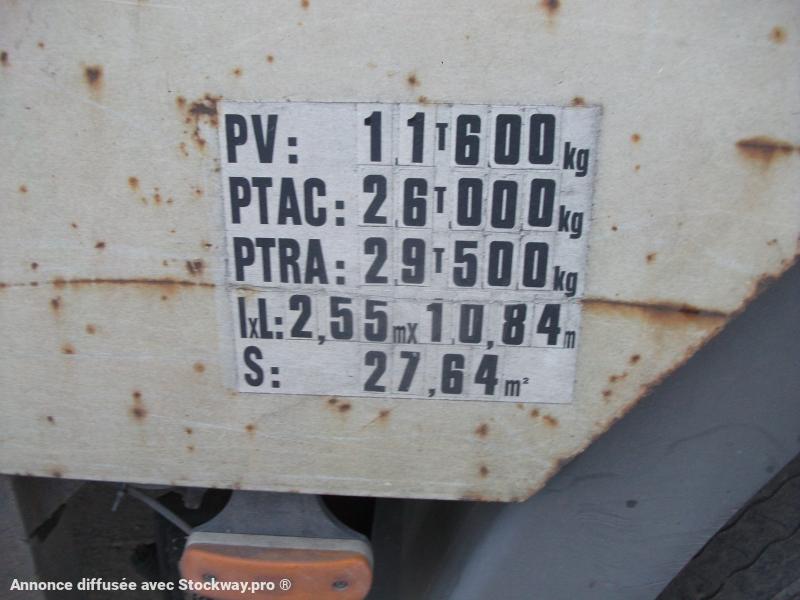 PV: 11T600kg
PTAC: 26T000kg
PTRA: 29T500kg
lxL: 2,55mX10,84m
S: 27,64m²
Annonce diffusée avec Stockway.pro ®